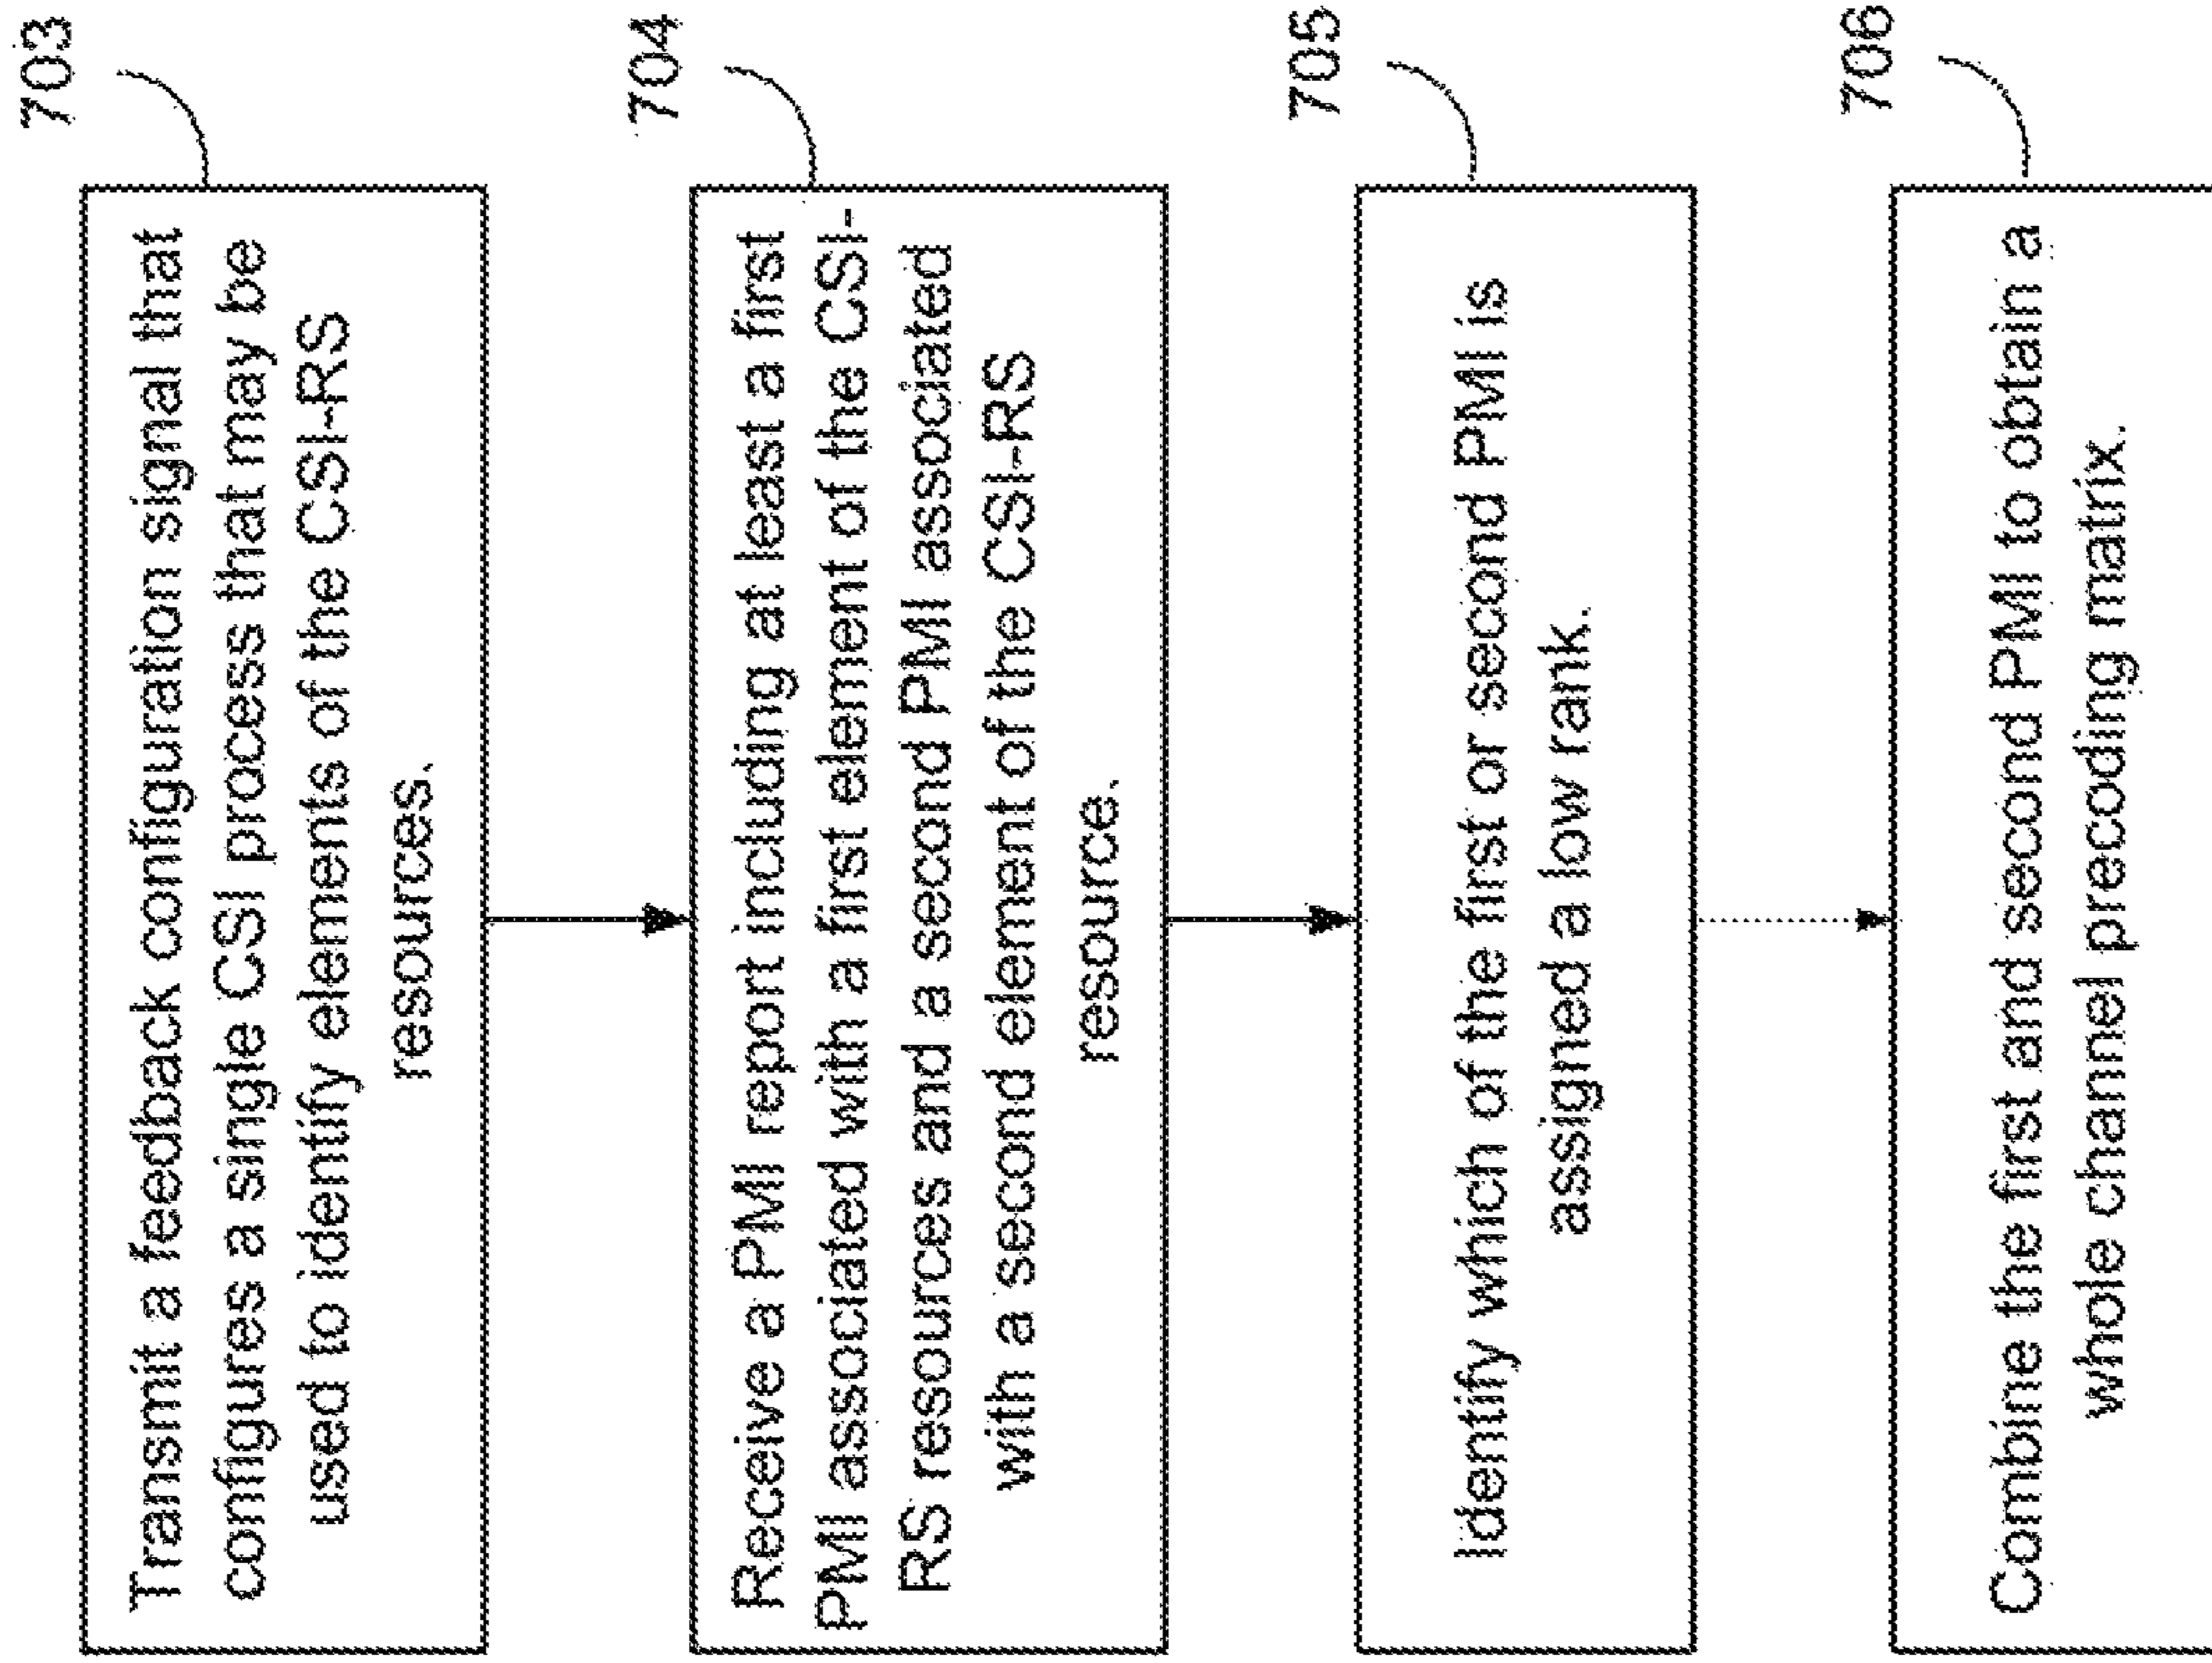 703
Transmit a feedback configuration signal that
configures a single CSI process that may be
used to identify elements of the CSI-RS
resources.
704
Receive a PMI report including at least a first
PMI associated with a first element of the CSI-
RS resources and a second PMI associated
with a second element of the CSI-RS
resource.
705
Identify which of the first or second PMI is
assigned a low rank.
706
Combine the first and second PMI to obtain a
whole channel precoding matrix.